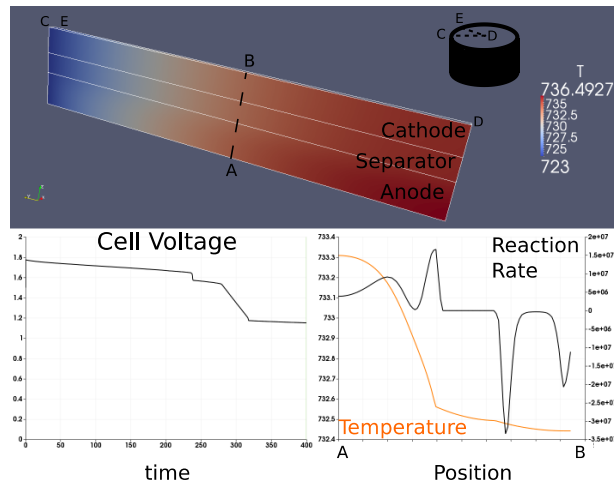 C E
E
C
D
T
736.4927
735
732.5
730
727.5
725
723
B
A
D
Cathode
Separator
Anode
Cell Voltage
2
1.8
1.6
1.4
1.2
1
0.8
0.6
0.4
0.2
0
0 50 100 150 200 250 300 350 400
time
Reaction
Rate
733.4
733.3
733.2
733.1
733
732.9
732.8
732.7
732.6
732.5
732.4
2e+07
1.5e+07
1e+07
5e+06
0
-5e+06
-1e+07
-1.5e+07
-2e+07
-2.5e+07
-3e+07
-3.5e+07
Temperature
A B
Position